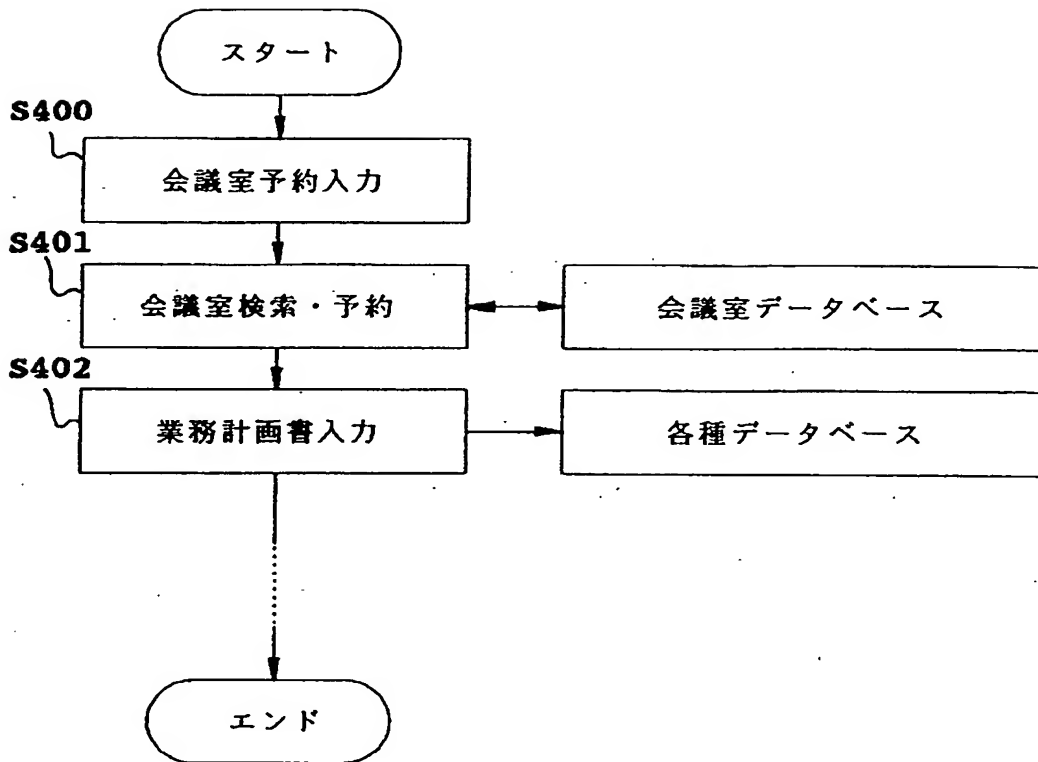 スタート
S400
会議室予約入力
S401
会議室検索・予約
会議室データベース
S402
業務計画書入力
各種データベース
エンド